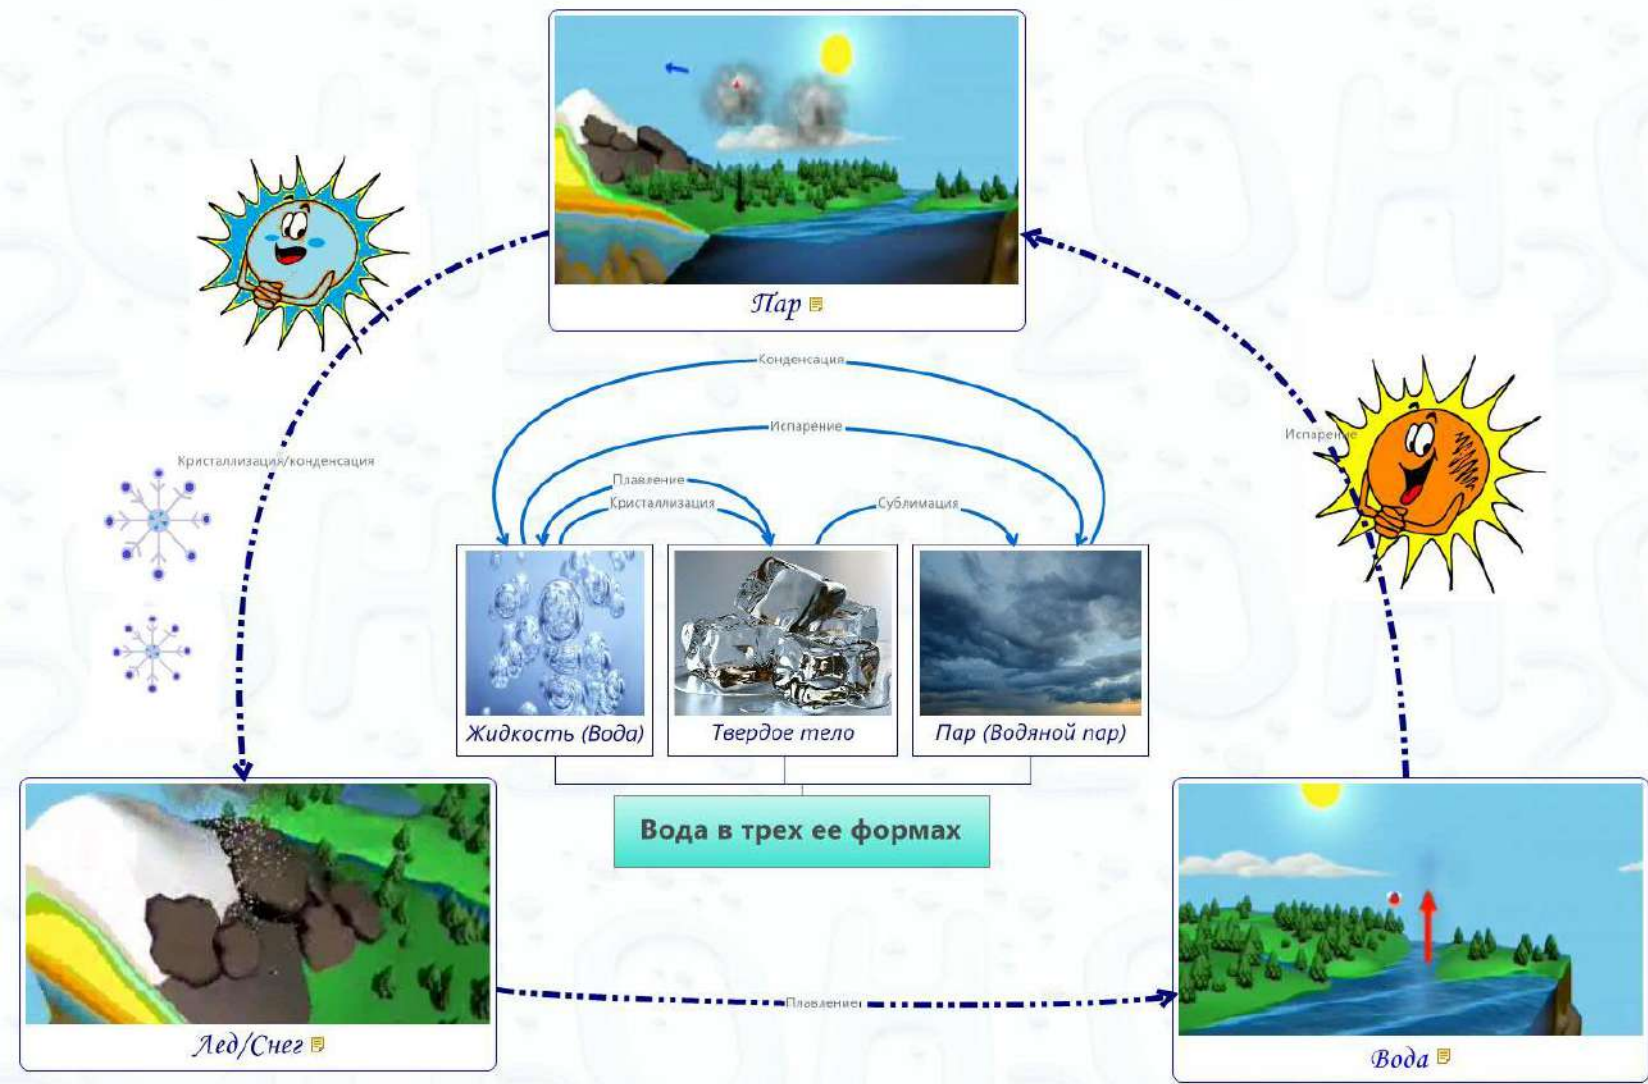 Пар
Конденсация
Испарение
Испарение
Кристаллизация/конденсация
Плавление
Кристаллизация
Сублимация
Жидкость (Вода)
Твердое тело
Пар (Водяной пар)
Вода в трех ее формах
Плавление
Лед/Снег
Вода